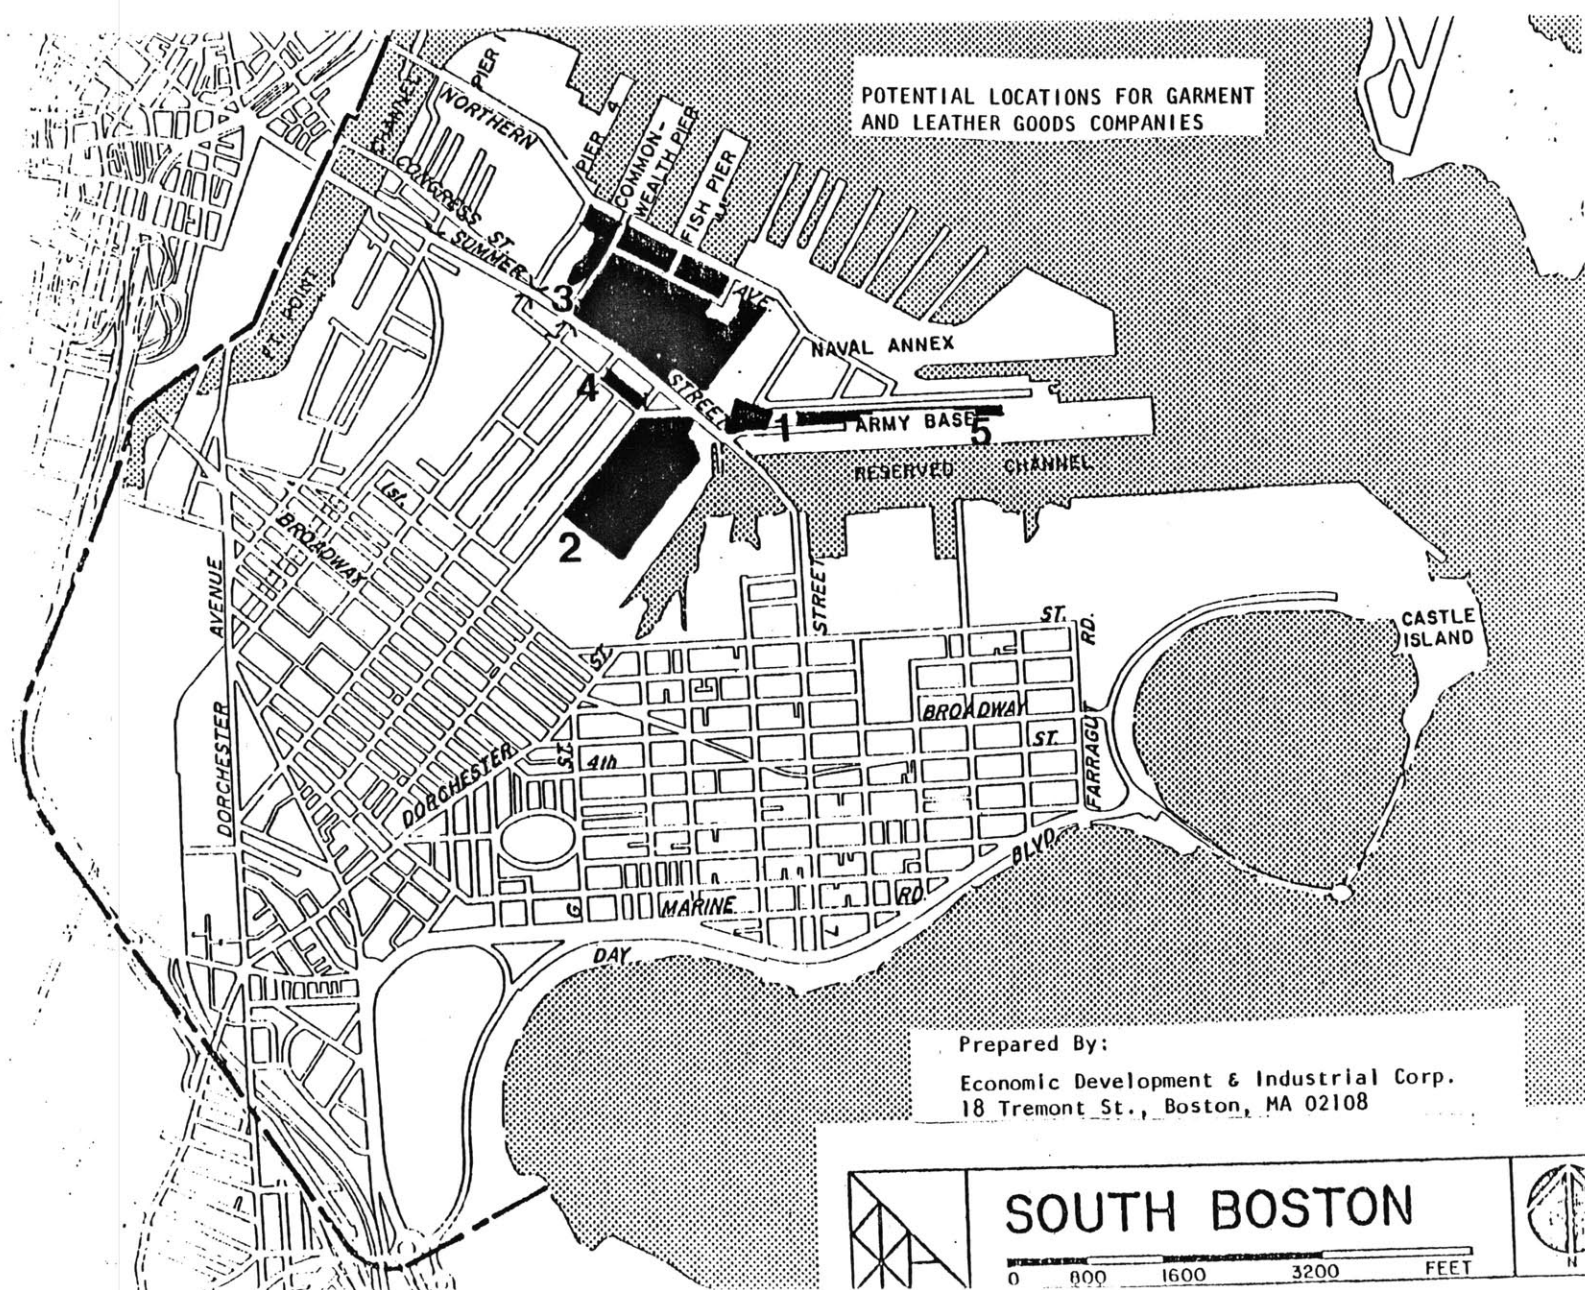 POTENTIAL LOCATIONS FOR GARMENT
AND LEATHER GOODS COMPANIES
CHANNEL
PIER
NORTHERN
PIER 4
COMMON-
WEALTH PIER
FISH PIER
CONGRESS ST.
SUMMER
FT. POINT
3
AVE
NAVAL ANNEX
4
STREET
1
ARMY BASE
5
RESERVED CHANNEL
1st.
BROADWAY
2
AVENUE
STREET
ST.
RD.
CASTLE
ISLAND
ST.
DORCHESTER
BROADWAY
ST.
FARRAGUT
DORCHESTER
ST.
4th
BLVD.
G
MARINE
RD
L
DAY
Prepared By:
Economic Development & Industrial Corp.
18 Tremont St., Boston, MA 02108
SOUTH BOSTON
0 800 1600 3200 FEET
N